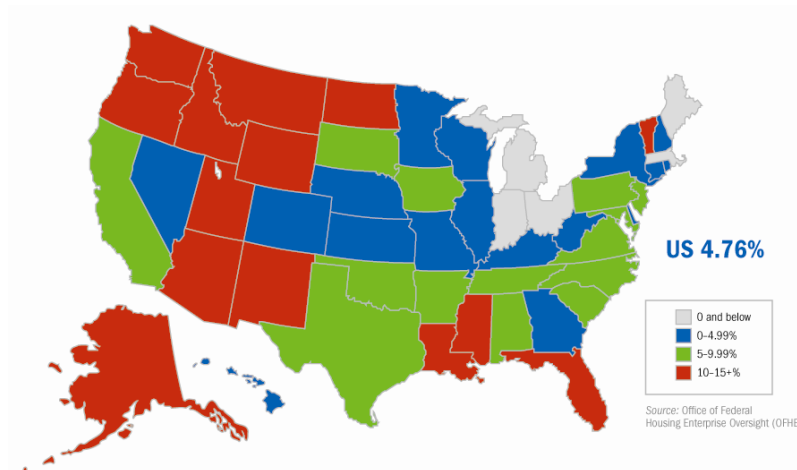 US 4.76%
0 and below
0–4.99%
5–9.99%
10–15+%
Source: Office of Federal
Housing Enterprise Oversight (OFHE